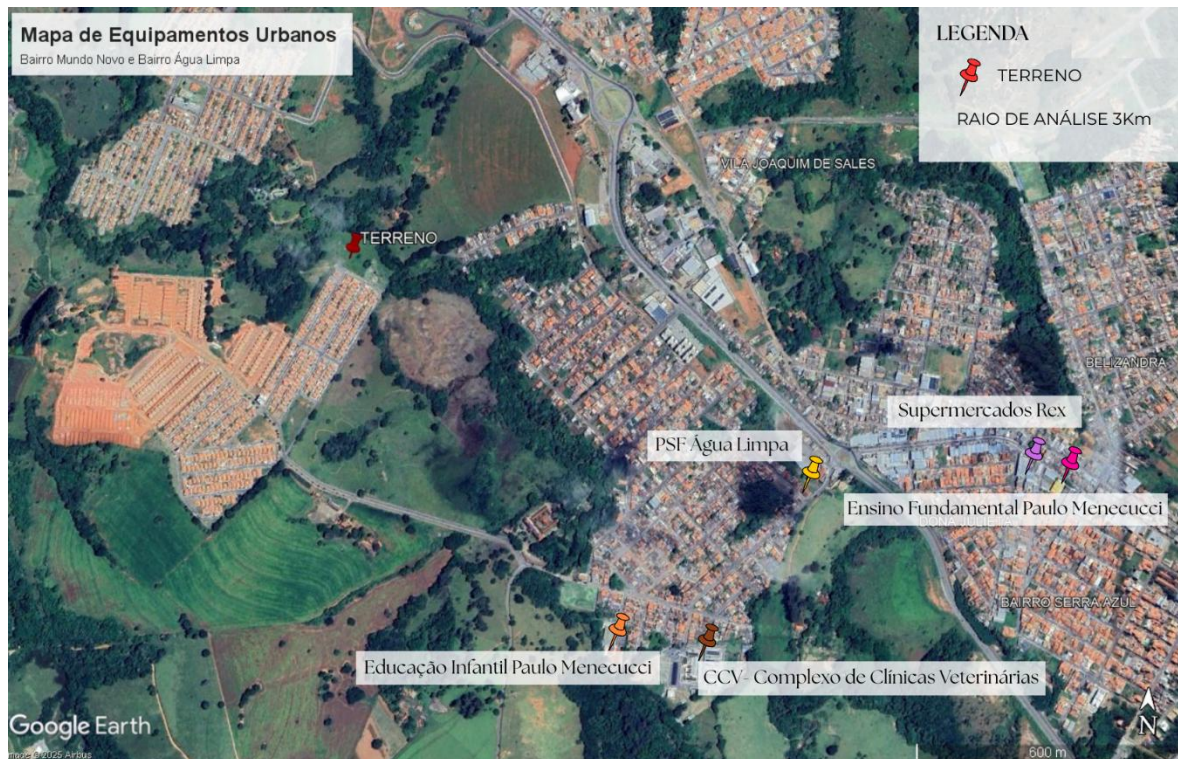 Mapa de Equipamentos Urbanos
Bairro Mundo Novo e Bairro Água Limpa
LEGENDA
TERRENO
RAIO DE ANÁLISE 3Km
VILA JOAQUIM DE SALES
TERRENO
BELIZANDRA
Supermercados Rex
PSF Água Limpa
Ensino Fundamental Paulo Menecucci
BAIRRO SERRA AZUL
Educação Infantil Paulo Menecucci
CCV- Complexo de Clínicas Veterinárias
Google Earth
N
600 m
© 2025 Airbus